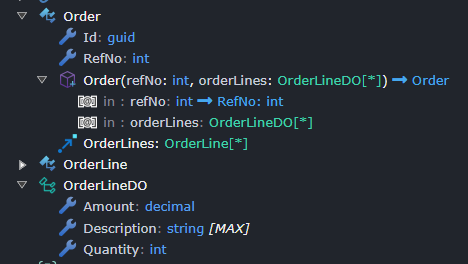 Order
Id: guid
RefNo: int
Order(refNo: int, orderLines: OrderLineDO[*]) → Order
[@] in : refNo: int → RefNo: int
[@] in : orderLines: OrderLineDO[*]
OrderLines: OrderLine[*]
OrderLine
OrderLineDO
Amount: decimal
Description: string [MAX]
Quantity: int